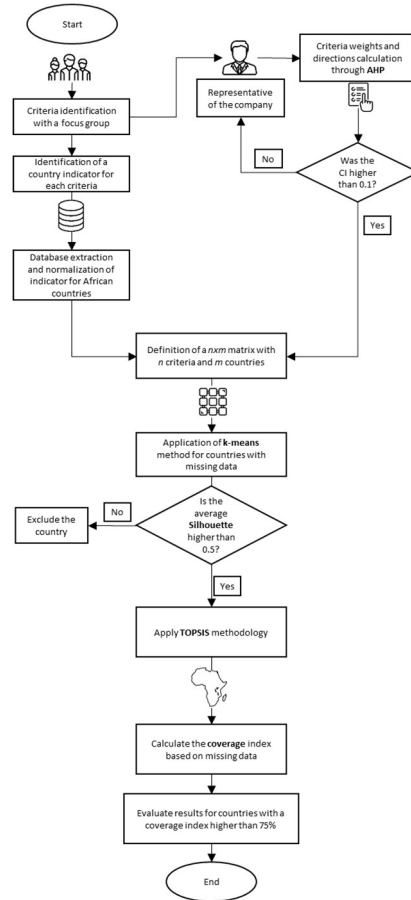 Start
Criteria identification
with a focus group
Representative
of the company
Criteria weights and
directions calculation
through AHP
Was the
CI higher
than 0.1?
No
Yes
Identification of a
country indicator for
each criteria
Database extraction
and normalization of
indicator for African
countries
Definition of a nxm matrix with
n criteria and m countries
Application of k-means
method for countries with
missing data
Is the
average
Silhouette
higher than
0.5?
No
Exclude the
country
Yes
Apply TOPSIS methodology
Calculate the coverage index
based on missing data
Evaluate results for countries with a
coverage index higher than 75%
End